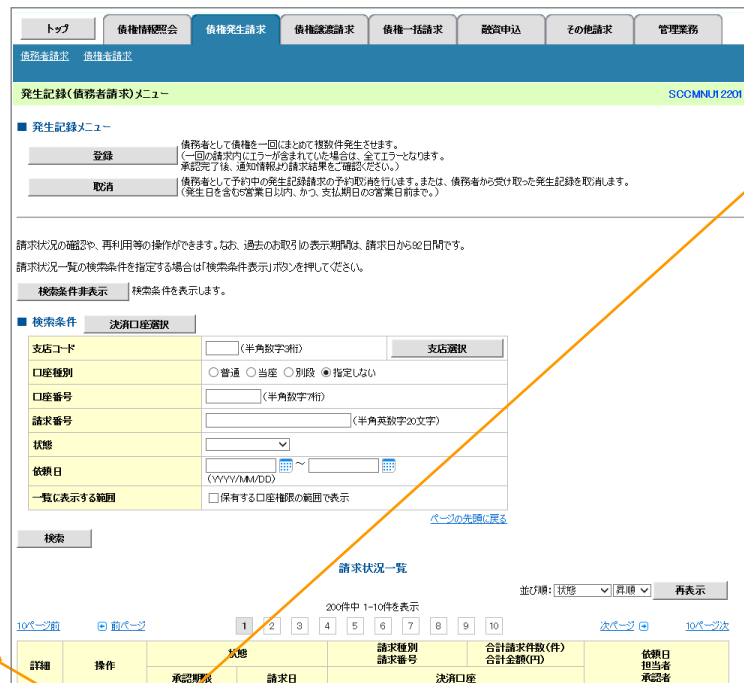 トップ 債権情報照会 債権発生請求 債権譲渡請求 債権一括請求 融資申込 その他請求 管理業務
債務者請求 債権者請求
発生記録(債務者請求)メニュー SCCMNU12201
■ 発生記録メニュー
登録 債務者として債権を一回にまとめて複数件発生させます。
(一回の請求内にエラーが含まれていた場合は、全てエラーとなります。
承認完了後、通知情報より請求結果をご確認ください。)
取消 債務者として予約中の発生記録請求の予約取消を行います。または、債務者から受け取った発生記録を取消します。
(発生日を含む5営業日以内、かつ、支払期日の3営業日前まで。)
請求状況の確認や、再利用等の操作ができます。なお、過去のお取引の表示期間は、請求日から92日間です。
請求状況一覧の検索条件を指定する場合は「検索条件表示」ボタンを押してください。
検索条件非表示 検索条件を表示します。
■ 検索条件 決済口座選択
支店コード (半角数字3桁) 支店選択
口座種別 普通 当座 別段 指定しない
口座番号 (半角数字7桁)
請求番号 (半角英数字20文字)
状態
依頼日 ～
(YYYY/MM/DD)
一覧に表示する範囲 保有する口座権限の範囲で表示
ページの先頭に戻る
検索
請求状況一覧
並び順: 状態 昇順 再表示
200件中 1-10件を表示
10ページ前 前ページ 1 2 3 4 5 6 7 8 9 10 次ページ 10ページ次
詳細 操作 状態 請求種別 合計請求件数(件) 依頼日
請求番号 合計金額(円) 担当者
承認期限 請求日 決済口座 承認者